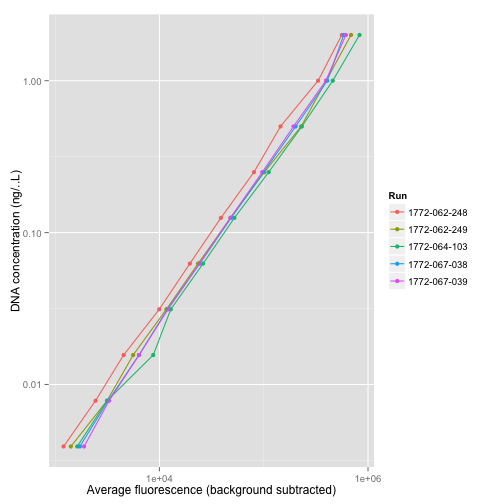 1.00
0.10
0.01
DNA concentration (ng/..L)
1e+04
1e+06
Average fluorescence (background subtracted)
Run
1772-062-248
1772-062-249
1772-064-103
1772-067-038
1772-067-039